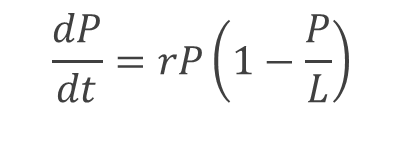 dP/dt = rP(1 − P/L)